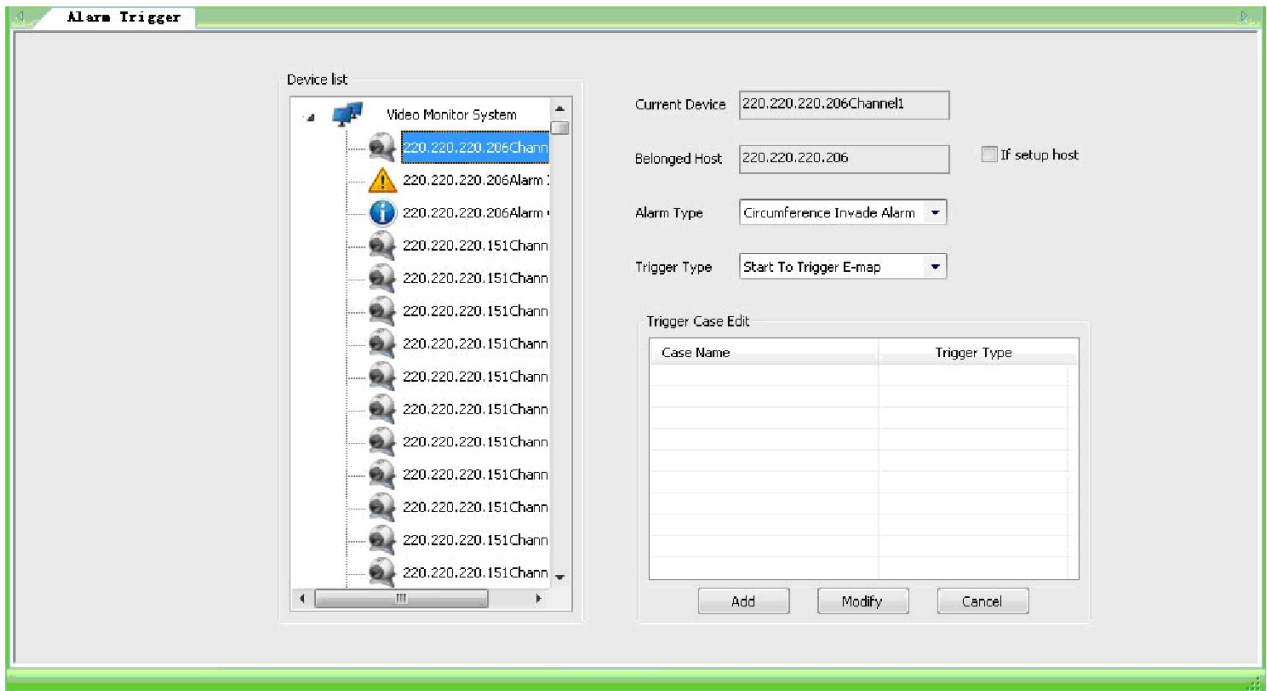 Alarm Trigger
Device list
Video Monitor System
220.220.220.206Chann
220.220.220.206Alarm
220.220.220.206Alarm
220.220.220.151Chann
220.220.220.151Chann
220.220.220.151Chann
220.220.220.151Chann
220.220.220.151Chann
220.220.220.151Chann
220.220.220.151Chann
220.220.220.151Chann
220.220.220.151Chann
220.220.220.151Chann
220.220.220.151Chann
Current Device 220.220.220.206Channel1
Belonged Host 220.220.220.206 If setup host
Alarm Type Circumference Invade Alarm
Trigger Type Start To Trigger E-map
Trigger Case Edit
Case Name Trigger Type
Add Modify Cancel